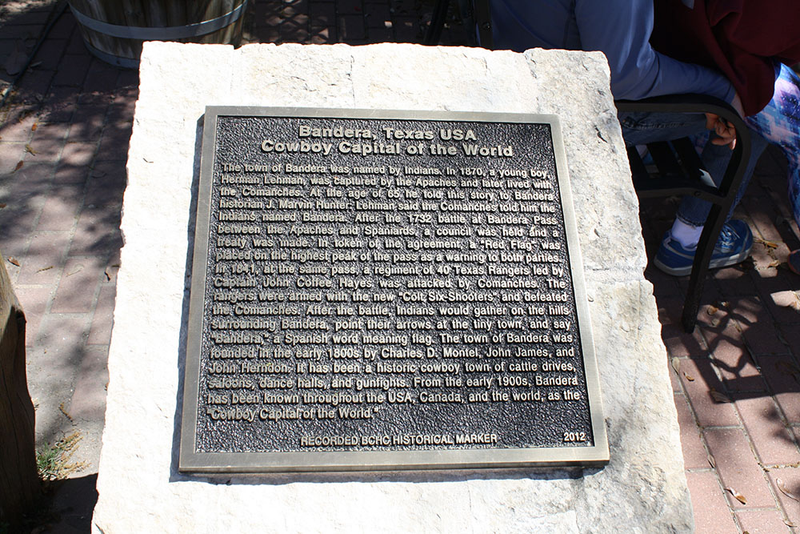 Bandera, Texas USA
Cowboy Capital of the World
The town of Bandera was named by Indians. In 1870, a young boy,
Herman Lehman, was captured by the Apaches and later lived with
the Comanches. At the age of 65 he told this story to Bandera
historian J. Marvin Hunter: Lehman said the Comanches told him the
Indians named Bandera. After the 1732 battle at Bandera Pass
between the Apaches and Spaniards, a council was held and a
treaty was made. In token of the agreement, a "Red Flag" was
placed on the highest peak of the pass as a warning to both parties.
In 1841, at the same pass, a regiment of 40 Texas Rangers led by
Captain John Coffee Hayes was attacked by Comanches. The
rangers were armed with the new "Colt Six-Shooters" and defeated
the Comanches. After the battle, Indians would gather on the hills
surrounding Bandera, point their arrows at the tiny town, and say
"Bandera," a Spanish word meaning flag. The town of Bandera was
founded in the early 1800s by Charles D. Montel, John James, and
John Herndon. It has been a historic cowboy town of cattle drives,
saloons, dance halls, and gunfights. From the early 1900s, Bandera
has been known throughout the USA, Canada, and the world, as the
"Cowboy Capital of the World."
RECORDED BCHC HISTORICAL MARKER 2012